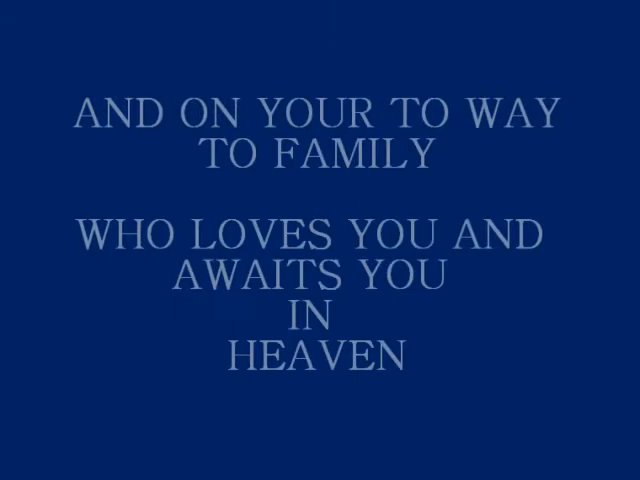 AND ON YOUR TO WAY
TO FAMILY
WHO LOVES YOU AND
AWAITS YOU
IN
HEAVEN